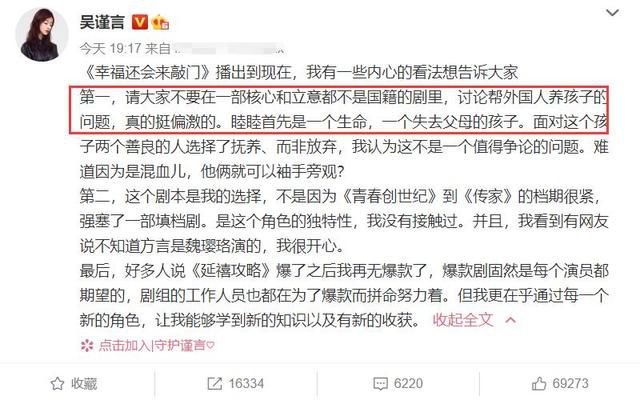 吴谨言
今天 19:17 来自
《幸福还会来敲门》播出到现在，我有一些内心的看法想告诉大家
第一，请大家不要在一部核心和立意都不是国籍的剧里，讨论帮外国人养孩子的
问题，真的挺偏激的。睦睦首先是一个生命，一个失去父母的孩子。面对这个孩
子两个善良的人选择了抚养、而非放弃，我认为这不是一个值得争论的问题。难
道因为是混血儿，他俩就可以袖手旁观？
第二，这个剧本是我的选择，不是因为《青春创世纪》到《传家》的档期很紧，
强塞了一部填档剧。是这个角色的独特性，我没有接触过。并且，我看到有网友
说不知道方言是魏璎珞演的，我很开心。
最后，好多人说《延禧攻略》爆了之后我再无爆款了，爆款剧固然是每个演员都
期望的，剧组的工作人员也都在为了爆款而拼命努力着。但我更在乎通过每一个
新的角色，让我能够学到新的知识以及有新的收获。 收起全文
点击加入|守护谨言♡
收藏 16334 6220 69273